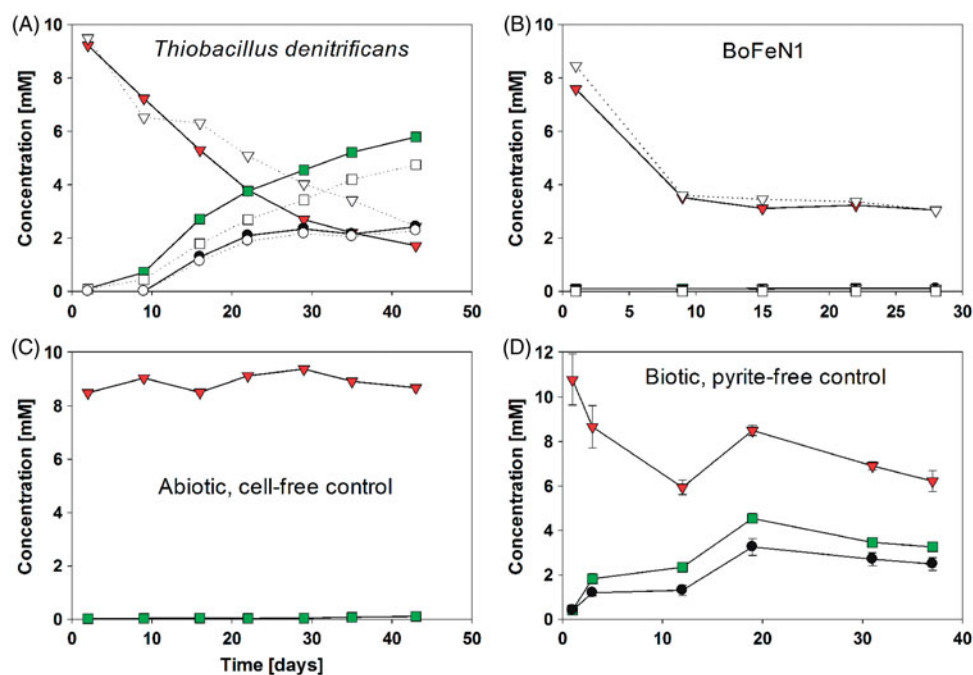 (A)
Thiobacillus denitrificans
Concentration [mM]
10
8
6
4
2
0
0 10 20 30 40 50
(B)
BoFeN1
Concentration [mM]
10
8
6
4
2
0
0 5 10 15 20 25 30
(C)
Abiotic, cell-free control
Concentration [mM]
10
8
6
4
2
0
0 10 20 30 40 50
Time [days]
(D)
Biotic, pyrite-free control
Concentration [mM]
12
10
8
6
4
2
0
0 10 20 30 40
Time [days]